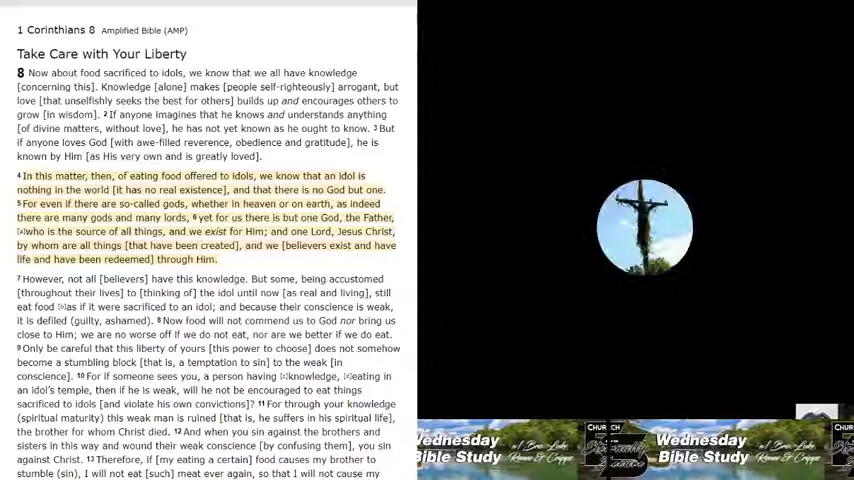 1 Corinthians 8 Amplified Bible (AMP)
Take Care with Your Liberty
8 Now about food sacrificed to idols, we know that we all have knowledge
[concerning this]. Knowledge [alone] makes [people self-righteously] arrogant, but
love [that unselfishly seeks the best for others] builds up and encourages others to
grow [in wisdom]. 2 If anyone imagines that he knows and understands anything
[of divine matters, without love], he has not yet known as he ought to know. 3 But
if anyone loves God [with awe-filled reverence, obedience and gratitude], he is
known by Him [as His very own and is greatly loved].
4 In this matter, then, of eating food offered to idols, we know that an idol is
nothing in the world [it has no real existence], and that there is no God but one.
5 For even if there are so-called gods, whether in heaven or on earth, as indeed
there are many gods and many lords, 6 yet for us there is but one God, the Father,
[a]who is the source of all things, and we exist for Him; and one Lord, Jesus Christ,
by whom are all things [that have been created], and we [believers exist and have
life and have been redeemed] through Him.
7 However, not all [believers] have this knowledge. But some, being accustomed
[throughout their lives] to [thinking of] the idol until now [as real and living], still
eat food [b]as if it were sacrificed to an idol; and because their conscience is weak,
it is defiled (guilty, ashamed). 8 Now food will not commend us to God nor bring us
close to Him; we are no worse off if we do not eat, nor are we better if we do eat.
9 Only be careful that this liberty of yours [this power to choose] does not somehow
become a stumbling block [that is, a temptation to sin] to the weak [in
conscience]. 10 For if someone sees you, a person having [c]knowledge, [d]eating in
an idol's temple, then if he is weak, will he not be encouraged to eat things
sacrificed to idols [and violate his own convictions]? 11 For through your knowledge
(spiritual maturity) this weak man is ruined [that is, he suffers in his spiritual life],
the brother for whom Christ died. 12 And when you sin against the brothers and
sisters in this way and wound their weak conscience [by confusing them], you sin
against Christ. 13 Therefore, if [my eating a certain] food causes my brother to
stumble (sin), I will not eat [such] meat ever again, so that I will not cause my
Wednesday
Bible Study
w/ Bro. Luke,
Renee & Cripps
CHURCH
Wednesday
Bible Study
w/ Bro. Luke,
Renee & Cripps